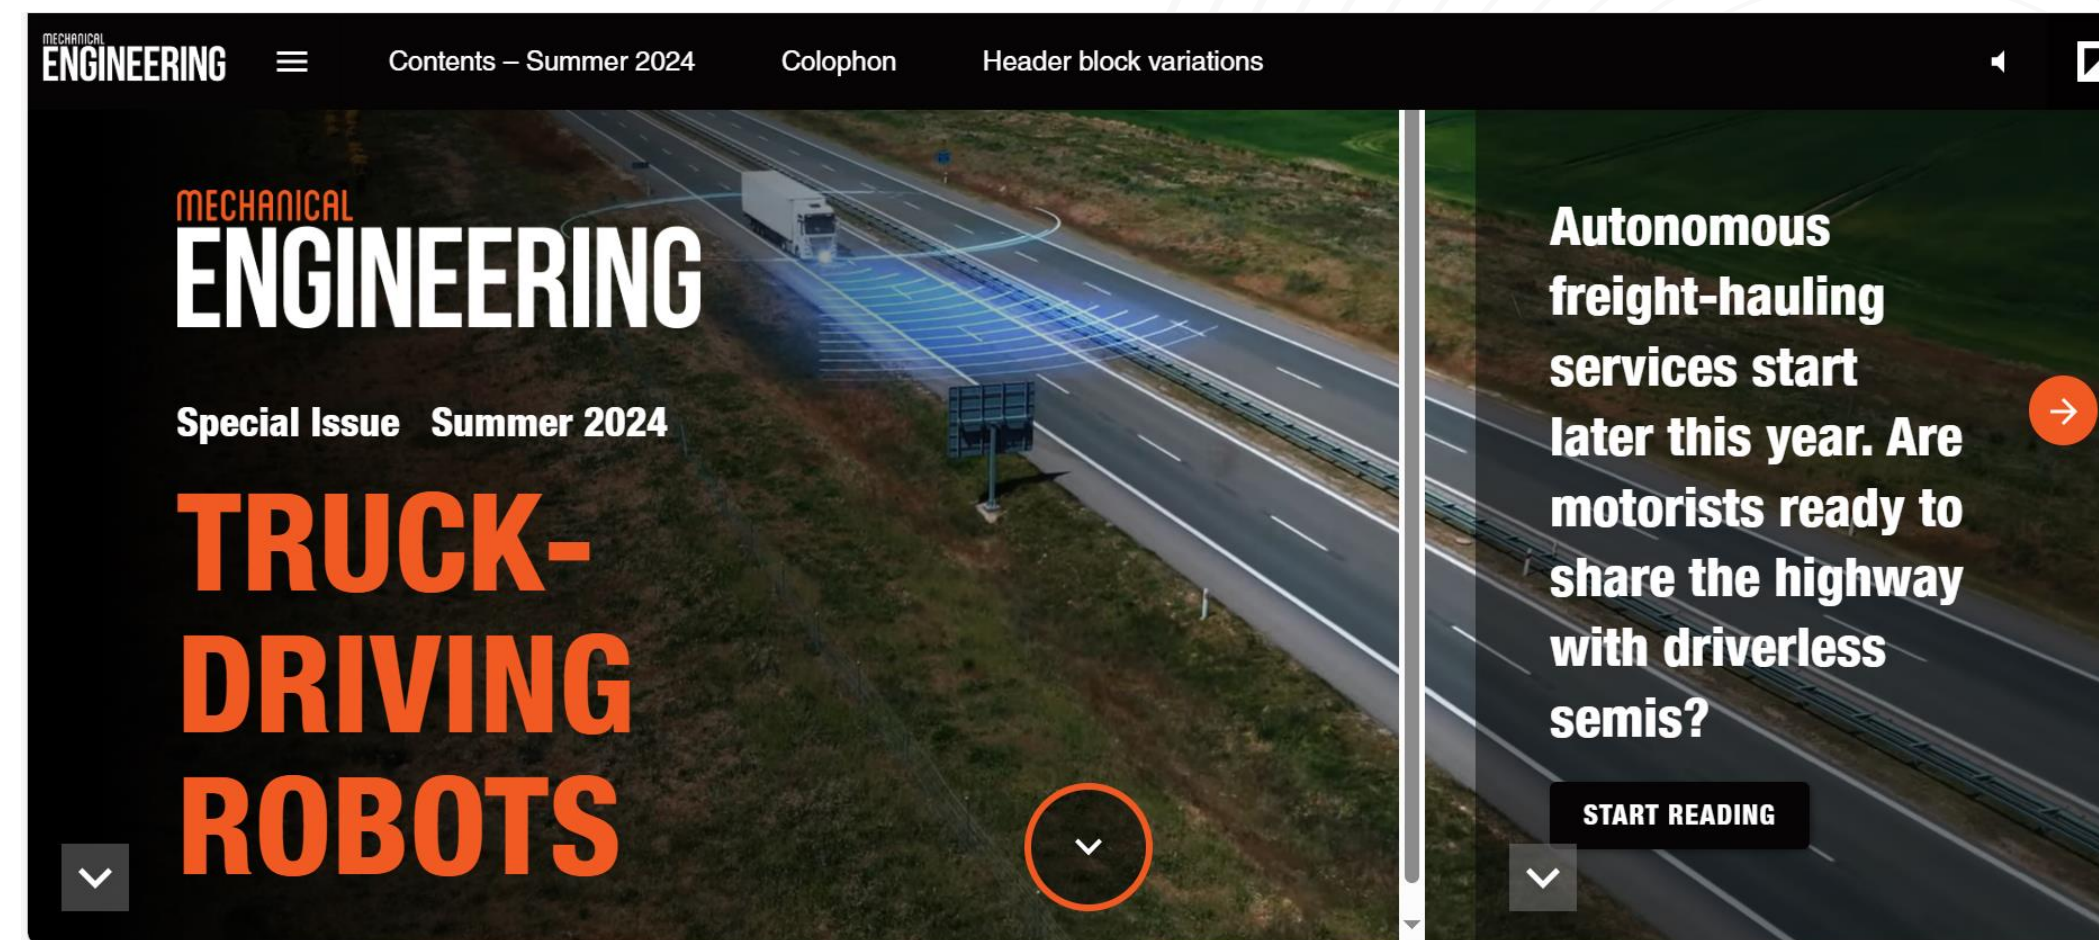 MECHANICAL
ENGINEERING
Contents – Summer 2024
Colophon
Header block variations
MECHANICAL
ENGINEERING
Special Issue Summer 2024
TRUCK-
DRIVING
ROBOTS
Autonomous
freight-hauling
services start
later this year. Are
motorists ready to
share the highway
with driverless
semis?
START READING